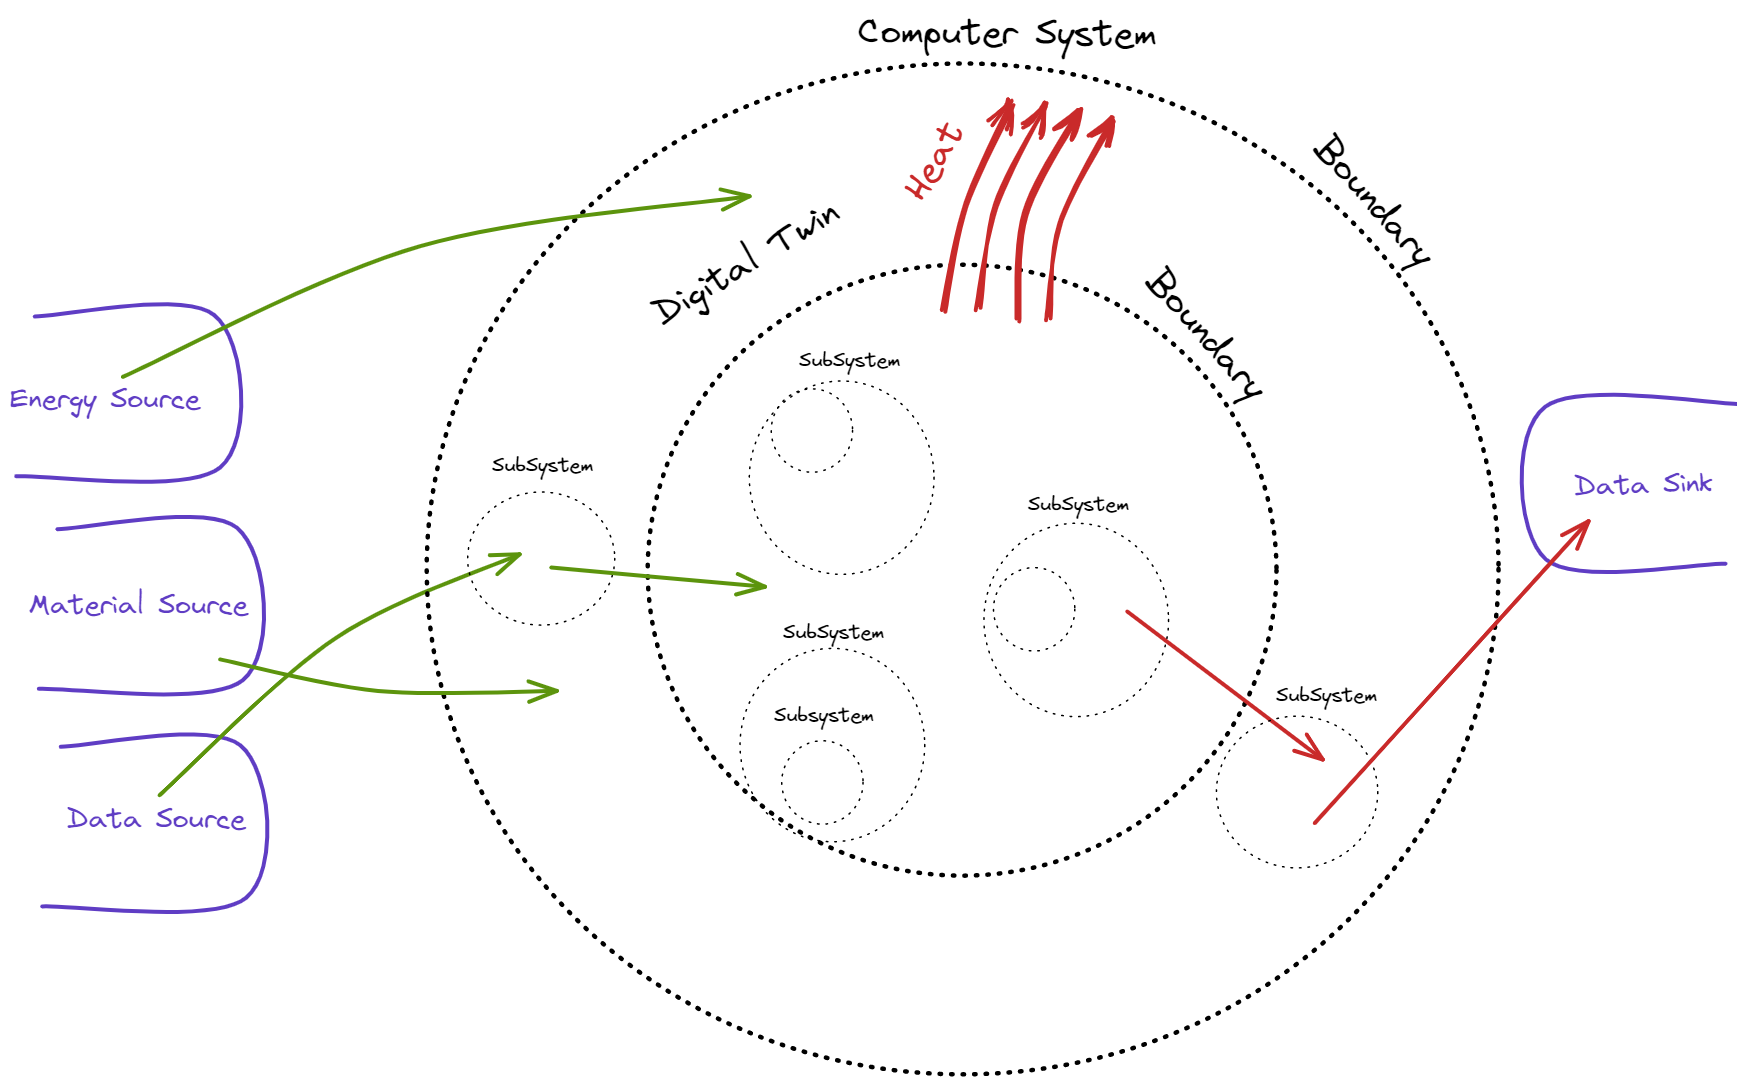 Computer System
Heat
Boundary
Digital Twin
Boundary
SubSystem
Energy Source
SubSystem
Data Sink
SubSystem
Material Source
SubSystem
SubSystem
Subsystem
Data Source